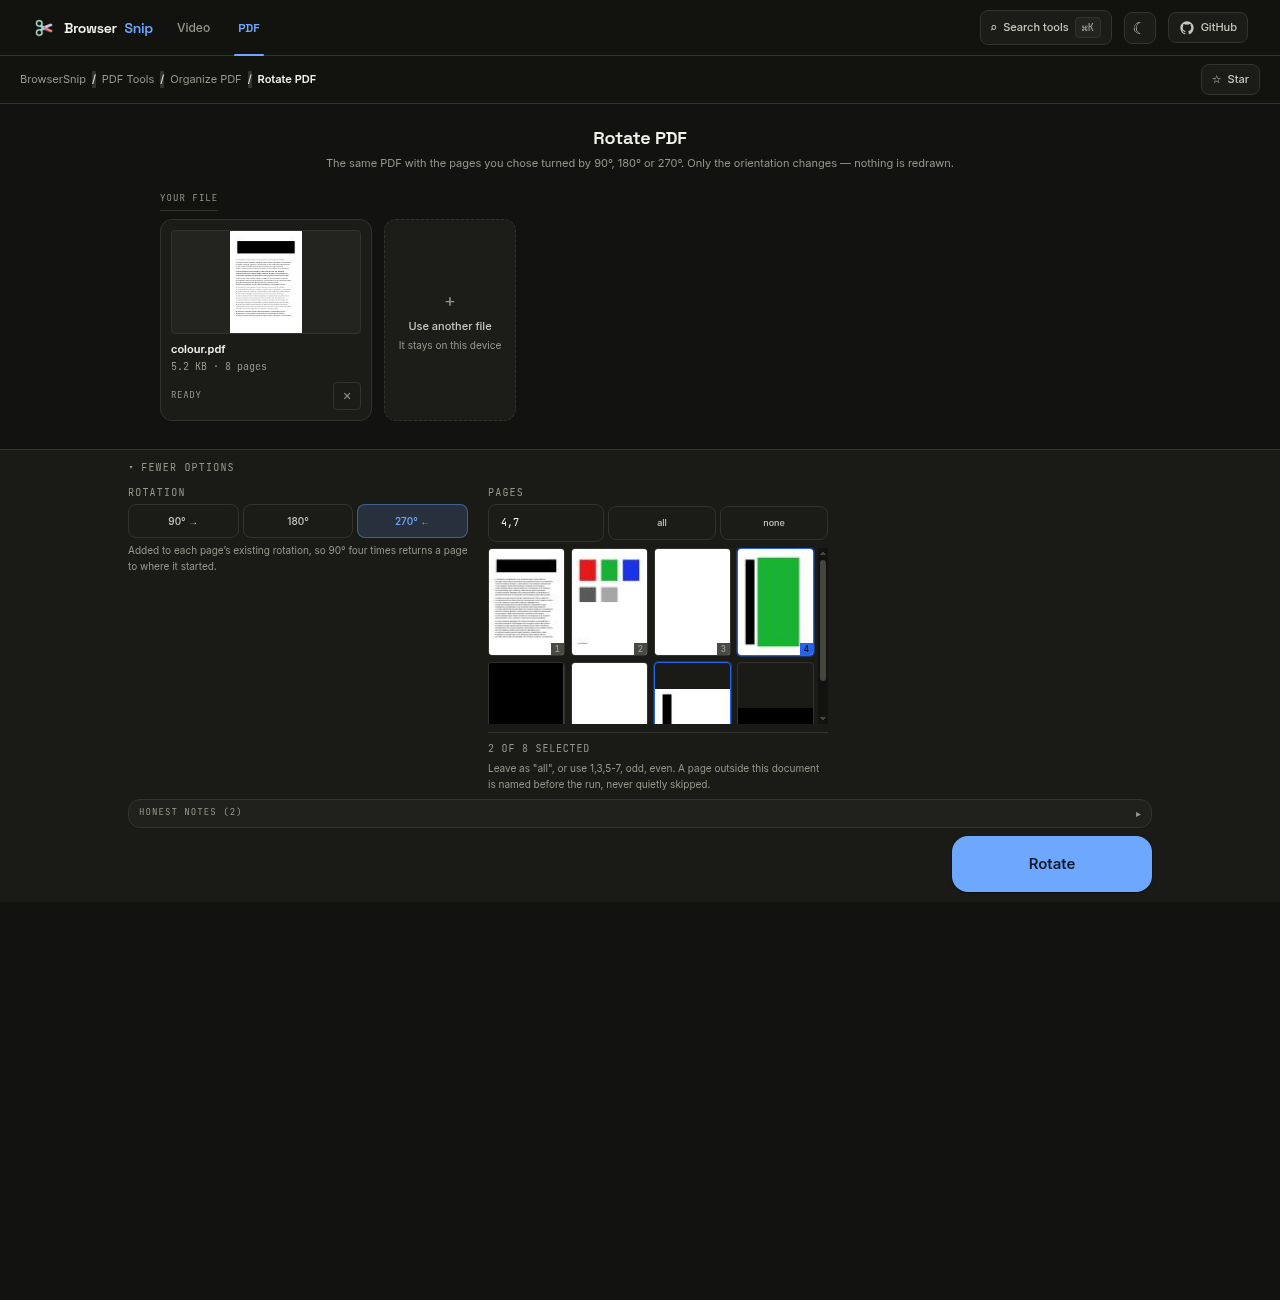 Browser Snip
Video
PDF
Search tools ⌘K
GitHub
BrowserSnip / PDF Tools / Organize PDF / Rotate PDF
☆ Star
Rotate PDF
The same PDF with the pages you chose turned by 90°, 180° or 270°. Only the orientation changes — nothing is redrawn.
YOUR FILE
colour.pdf
5.2 KB · 8 pages
READY
×
+
Use another file
It stays on this device
▾ FEWER OPTIONS
ROTATION
90° →
180°
270° ←
Added to each page's existing rotation, so 90° four times returns a page
to where it started.
PAGES
4,7
all
none
1
2
3
4
2 OF 8 SELECTED
Leave as "all", or use 1,3,5-7, odd, even. A page outside this document
is named before the run, never quietly skipped.
HONEST NOTES (2)
▸
Rotate